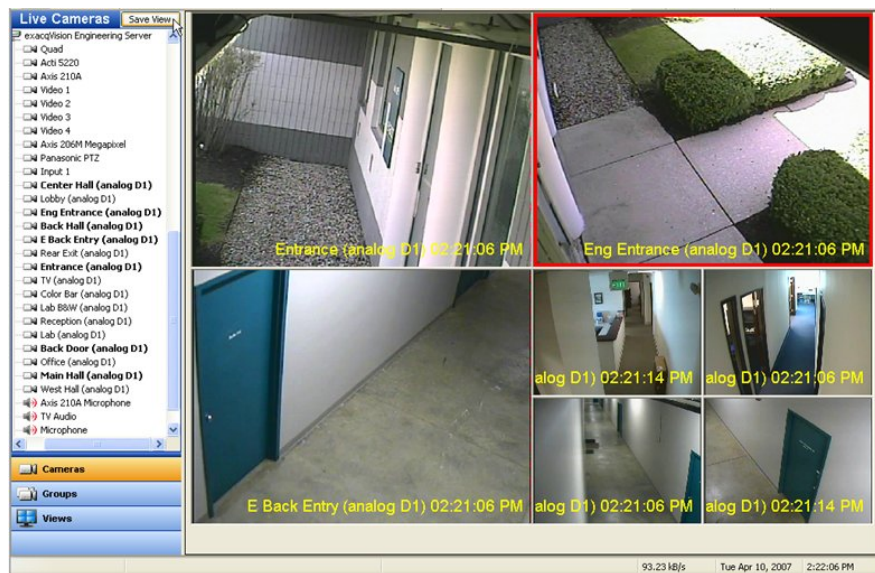 Live Cameras
Save View
exacqVision Engineering Server
Quad
Acti 5220
Axis 210A
Video 1
Video 2
Video 3
Video 4
Axis 206M Megapixel
Panasonic PTZ
Input 1
Center Hall (analog D1)
Lobby (analog D1)
Eng Entrance (analog D1)
Back Hall (analog D1)
E Back Entry (analog D1)
Rear Exit (analog D1)
Entrance (analog D1)
TV (analog D1)
Color Bar (analog D1)
Lab B&W (analog D1)
Reception (analog D1)
Lab (analog D1)
Back Door (analog D1)
Office (analog D1)
Main Hall (analog D1)
West Hall (analog D1)
Axis 210A Microphone
TV Audio
Microphone
Cameras
Groups
Views
Entrance (analog D1) 02:21:06 PM
Eng Entrance (analog D1) 02:21:06 PM
E Back Entry (analog D1) 02:21:06 PM
alog D1) 02:21:14 PM
alog D1) 02:21:06 PM
alog D1) 02:21:06 PM
alog D1) 02:21:14 PM
93.23 kB/s
Tue Apr 10, 2007
2:22:06 PM